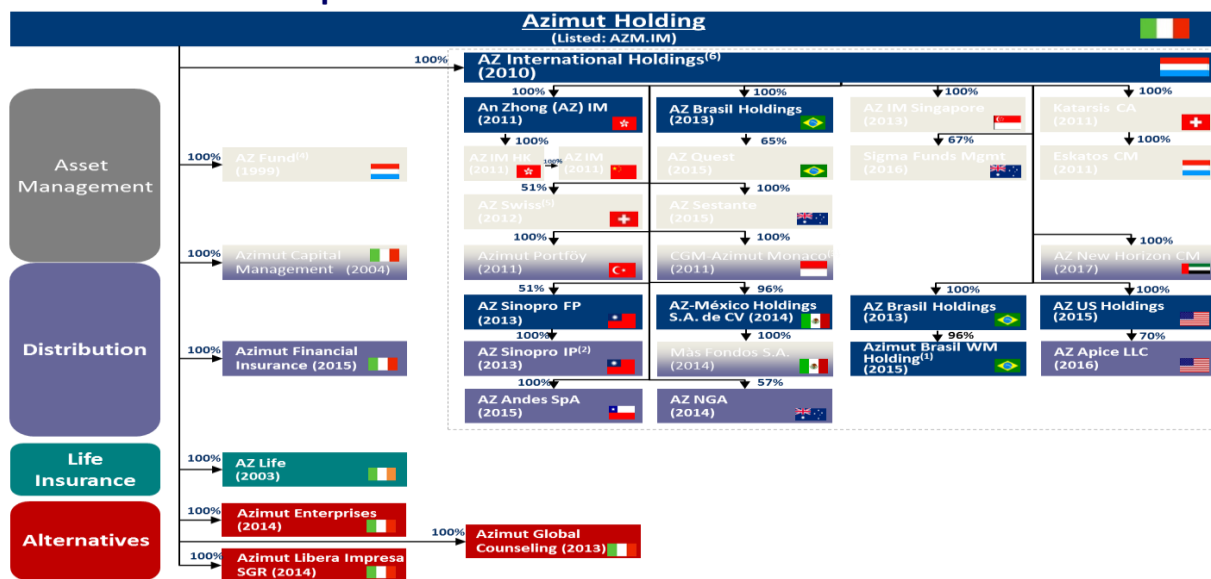 Azimut Holding
(Listed: AZM.IM)
100%
AZ International Holdings(6)
(2010)
100%
100%
100%
100%
An Zhong (AZ) IM
(2011)
AZ Brasil Holdings
(2013)
AZ IM Singapore
(2013)
Katarsis CA
(2011)
100%
65%
67%
100%
Asset
Management
100%
AZ Fund(4)
(1999)
AZ IM HK
(2011)
100%
AZ IM
(2011)
AZ Quest
(2015)
Sigma Funds Mgmt
(2016)
Eskatos CM
(2011)
51%
100%
AZ Swiss(5)
(2012)
AZ Sestante
(2015)
100%
100%
100%
100%
Azimut Capital
Management (2004)
Azimut Portföy
(2011)
CGM-Azimut Monaco
(2011)
AZ New Horizon CM
(2017)
51%
96%
100%
100%
AZ Sinopro FP
(2013)
AZ-México Holdings
S.A. de CV (2014)
AZ Brasil Holdings
(2013)
AZ US Holdings
(2015)
100%
100%
96%
70%
Distribution
100%
Azimut Financial
Insurance (2015)
AZ Sinopro IP(2)
(2013)
Más Fondos S.A.
(2014)
Azimut Brasil WM
Holding(1)
(2015)
AZ Apice LLC
(2016)
100%
57%
AZ Andes SpA
(2015)
AZ NGA
(2014)
Life
Insurance
100%
AZ Life
(2003)
Alternatives
100%
Azimut Enterprises
(2014)
100%
Azimut Global
Counseling (2013)
100%
Azimut Libera Impresa
SGR (2014)